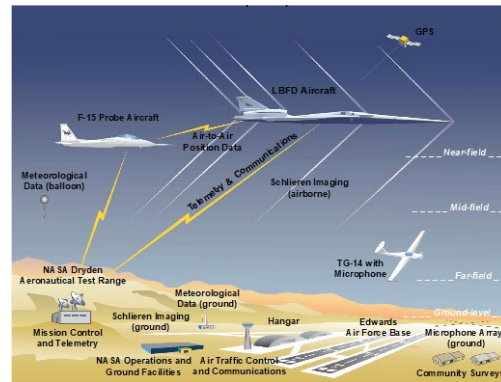 GPS
LBFD Aircraft
F-15 Probe Aircraft
Air-to-Air
Position Data
Near-field
Telemetry & Communications
Schlieren Imaging
(airborne)
Meteorological
Data (balloon)
Mid-field
TG-14 with
Microphone
NASA Dryden
Aeronautical Test Range
Far-field
Meteorological
Data (ground)
Ground-level
Schlieren Imaging
(ground)
Hangar
Edwards
Air Force Base
Mission Control
and Telemetry
Microphone Array
(ground)
NASA Operations and
Ground Facilities
Air Traffic Control
and Communications
Community Surveys